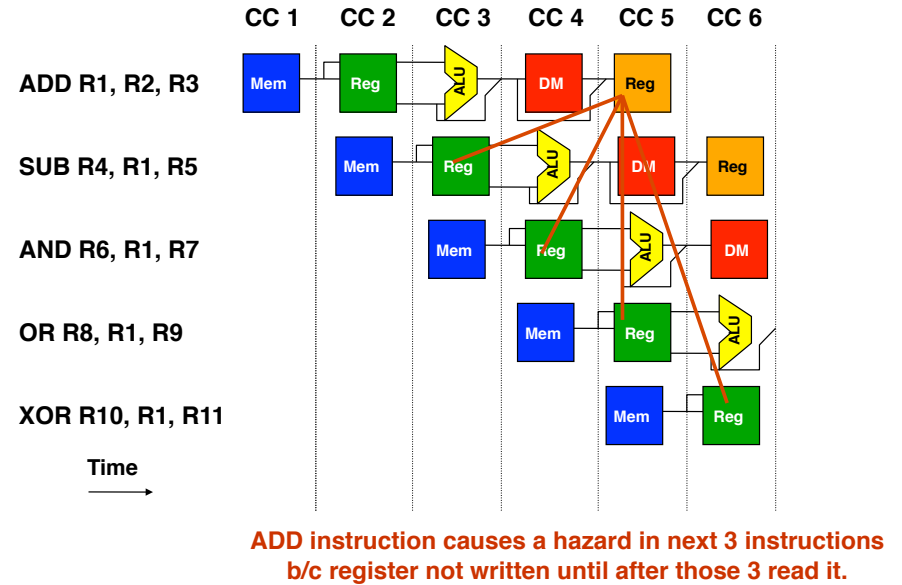 CC 1 CC 2 CC 3 CC 4 CC 5 CC 6
ADD R1, R2, R3 Mem Reg ALU DM Reg
SUB R4, R1, R5 Mem Reg ALU DM Reg
AND R6, R1, R7 Mem Reg ALU DM
OR R8, R1, R9 Mem Reg ALU
XOR R10, R1, R11 Mem Reg
Time
ADD instruction causes a hazard in next 3 instructions
b/c register not written until after those 3 read it.